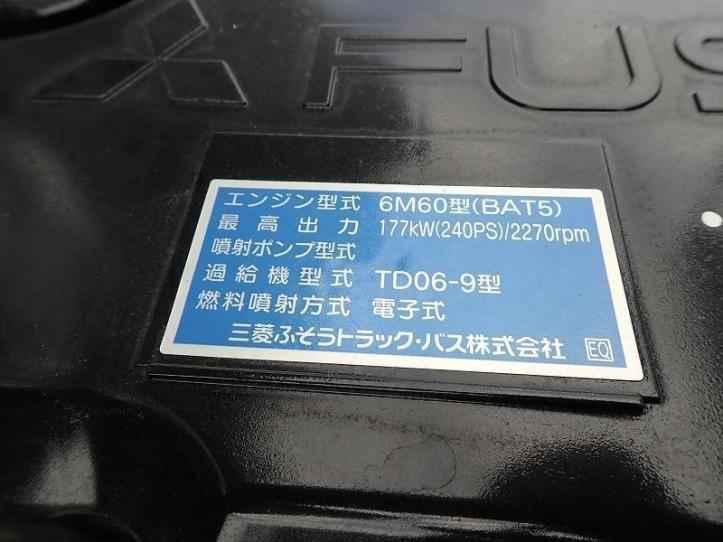 FUS
エンジン型式 6M60型(BAT5)
最高出力 177kW(240PS)/2270rpm
噴射ポンプ型式
過給機型式 TD06-9型
燃料噴射方式 電子式
三菱ふそうトラック・バス株式会社 EQ